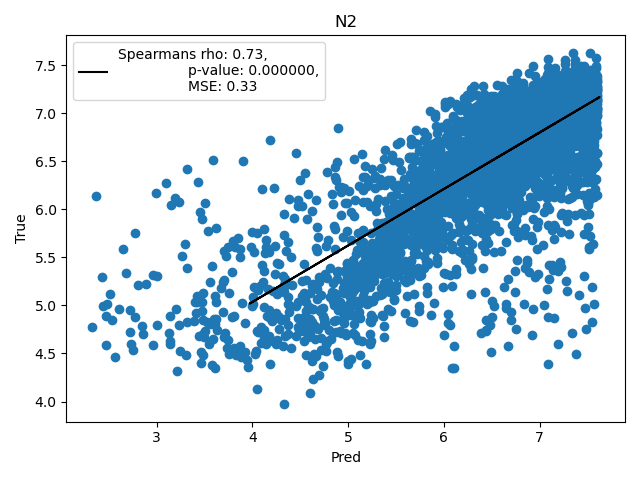 N2
Spearmans rho: 0.73,
p-value: 0.000000,
MSE: 0.33
7.5
7.0
6.5
6.0
5.5
5.0
4.5
4.0
True
3 4 5 6 7
Pred